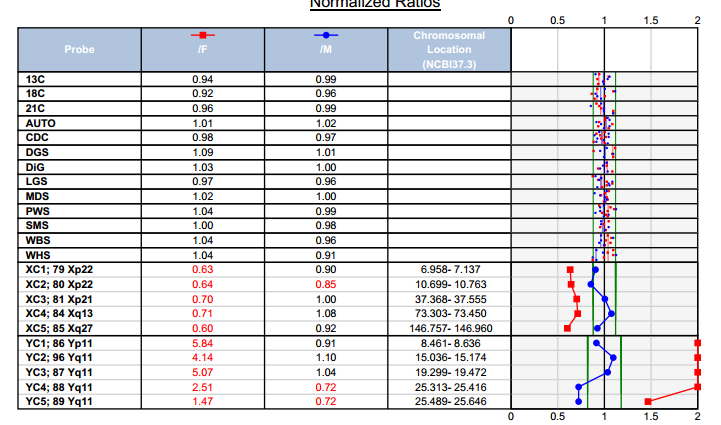 Normalized Ratios
0 0.5 1 1.5 2
Probe /F /M Chromosomal Location (NCBI37.3)
13C 0.94 0.99
18C 0.92 0.96
21C 0.96 0.99
AUTO 1.01 1.02
CDC 0.98 0.97
DGS 1.09 1.01
DiG 1.03 1.00
LGS 0.97 0.96
MDS 1.02 1.00
PWS 1.04 0.99
SMS 1.00 0.98
WBS 1.04 0.96
WHS 1.04 0.91
XC1; 79 Xp22 0.63 0.90 6.958- 7.137
XC2; 80 Xp22 0.64 0.85 10.699- 10.763
XC3; 81 Xp21 0.70 1.00 37.368- 37.555
XC4; 84 Xq13 0.71 1.08 73.303- 73.450
XC5; 85 Xq27 0.60 0.92 146.757- 146.960
YC1; 86 Yp11 5.84 0.91 8.461- 8.636
YC2; 96 Yq11 4.14 1.10 15.036- 15.174
YC3; 87 Yq11 5.07 1.04 19.299- 19.472
YC4; 88 Yq11 2.51 0.72 25.313- 25.416
YC5; 89 Yq11 1.47 0.72 25.489- 25.646
0 0.5 1 1.5 2